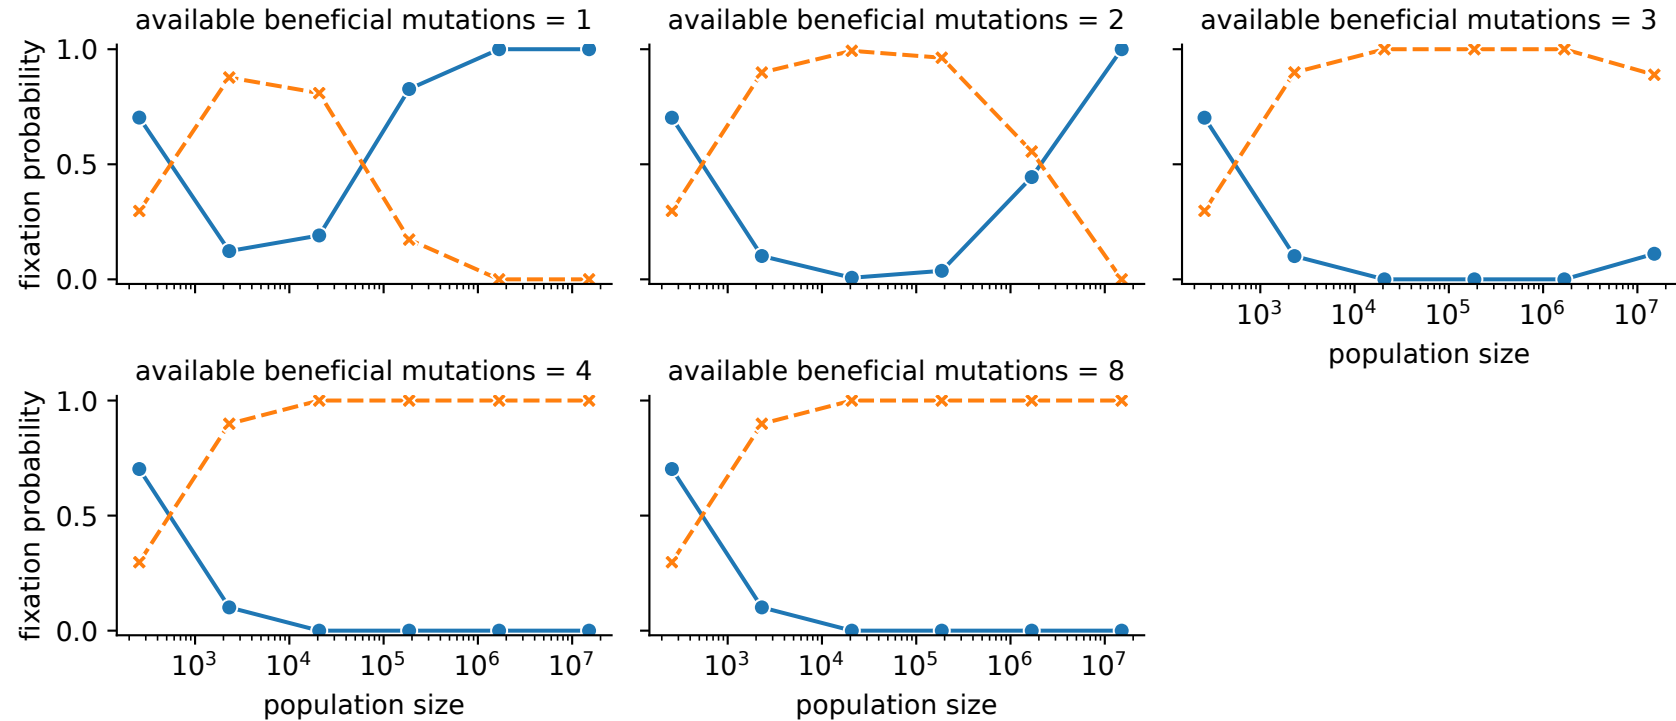 available beneficial mutations = 1
available beneficial mutations = 2
available beneficial mutations = 3
fixation probability
1.0
0.5
0.0
10³ 10⁴ 10⁵ 10⁶ 10⁷
population size
available beneficial mutations = 4
available beneficial mutations = 8
fixation probability
1.0
0.5
0.0
10³ 10⁴ 10⁵ 10⁶ 10⁷
population size
10³ 10⁴ 10⁵ 10⁶ 10⁷
population size